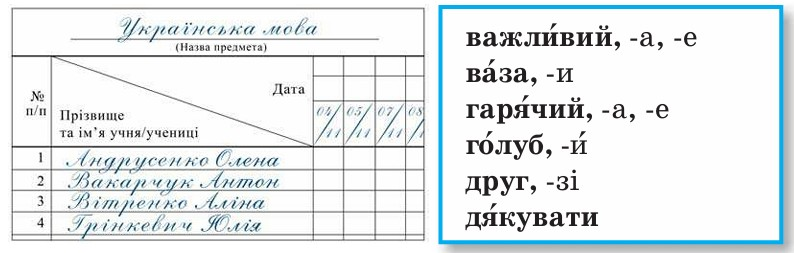 Українська мова
(Назва предмета)
№ п/п
Прізвище та ім’я учня/учениці
Дата
04/11 05/11 07/11 08/11
1 Андрусенко Олена
2 Вакарчук Антон
3 Вітренко Аліна
4 Грінкевич Юлія
важли́вий, -а, -е
ва́за, -и
гаря́чий, -а, -е
го́луб, -и́
друг, -зі
дя́кувати